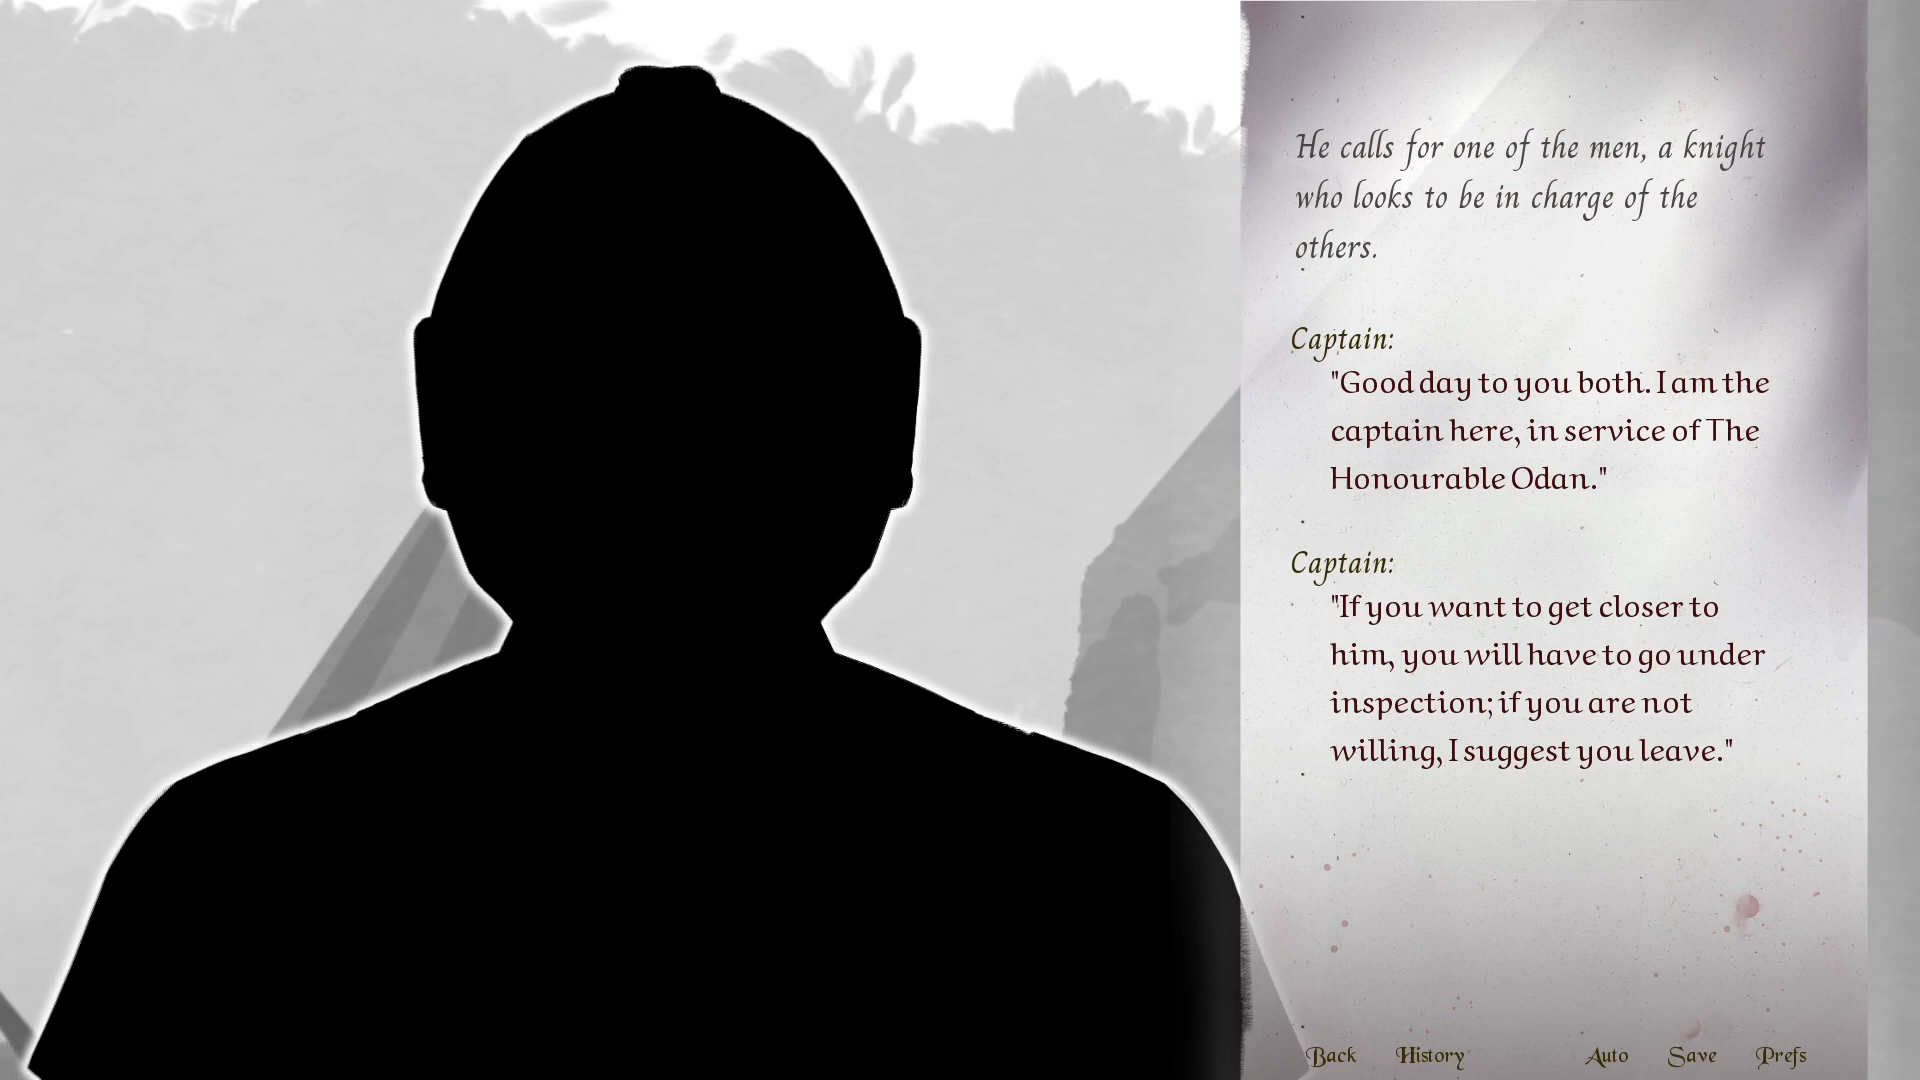 He calls for one of the men, a knight
who looks to be in charge of the
others.
Captain:
"Good day to you both. I am the
captain here, in service of The
Honourable Odan."
Captain:
"If you want to get closer to
him, you will have to go under
inspection; if you are not
willing, I suggest you leave."
Back History Auto Save Prefs